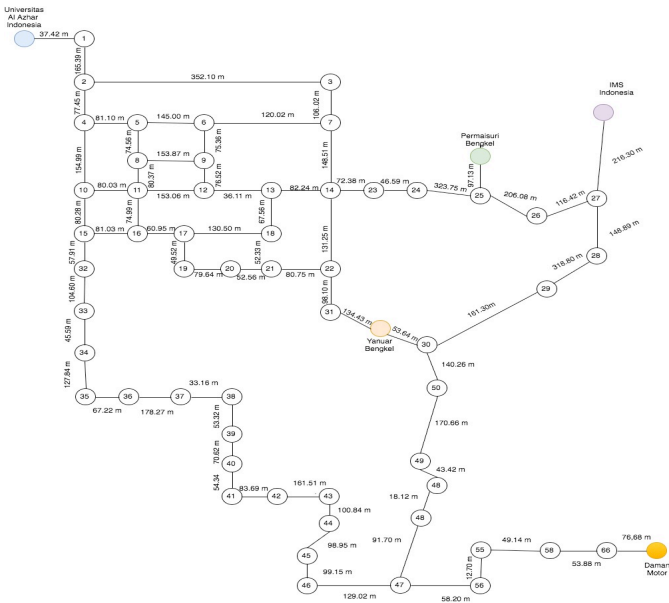 Universitas
Al Azhar
Indonesia
37.42 m
1
165.39 m
2
352.10 m
3
IMS
Indonesia
77.45 m
106.02 m
4
81.10 m
5
145.00 m
6
120.02 m
7
Permaisuri
Bengkel
74.56 m
75.36 m
154.99 m
8
153.87 m
9
148.51 m
97.13 m
216.30 m
80.37 m
76.52 m
10
80.03 m
11
153.06 m
12
36.11 m
13
82.24 m
14
72.38 m
23
46.59 m
24
323.75 m
25
206.08 m
26
116.42 m
27
80.28 m
74.99 m
67.56 m
131.25 m
148.89 m
15
81.03 m
16
60.95 m
17
130.50 m
18
28
57.91 m
49.52 m
52.33 m
318.80 m
32
19
79.64 m
20
52.56 m
21
80.75 m
22
29
104.60 m
98.10 m
161.30m
33
31
134.43 m
Yanuar
Bengkel
53.64 m
30
45.59 m
34
140.26 m
127.84 m
33.16 m
50
35
36
37
38
67.22 m
178.27 m
53.32 m
170.66 m
39
70.62 m
40
49
54.34
161.51 m
43.42 m
41
83.69 m
42
43
48
100.84 m
18.12 m
44
48
98.95 m
91.70 m
45
55
49.14 m
58
66
76,68 m
99.15 m
12.70 m
53.88 m
Daman
Motor
46
129.02 m
47
58.20 m
56